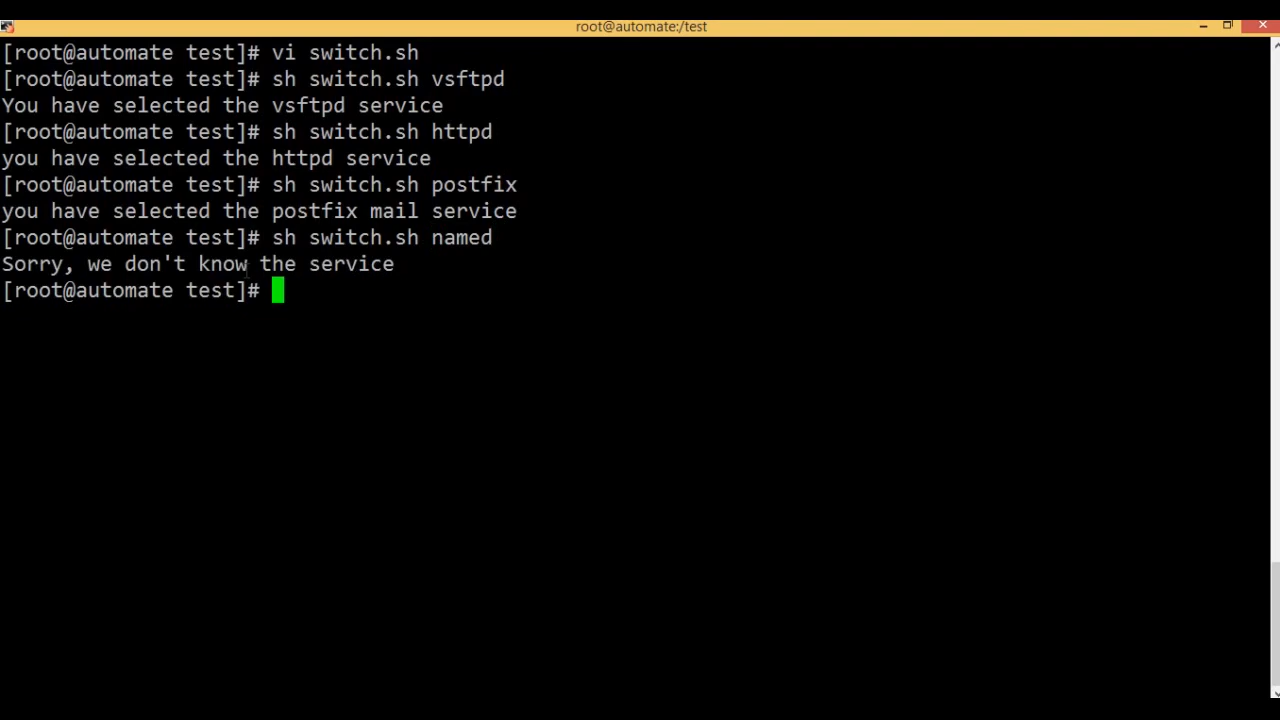 root@automate:/test
[root@automate test]# vi switch.sh
[root@automate test]# sh switch.sh vsftpd
You have selected the vsftpd service
[root@automate test]# sh switch.sh httpd
you have selected the httpd service
[root@automate test]# sh switch.sh postfix
you have selected the postfix mail service
[root@automate test]# sh switch.sh named
Sorry, we don't know the service
[root@automate test]#